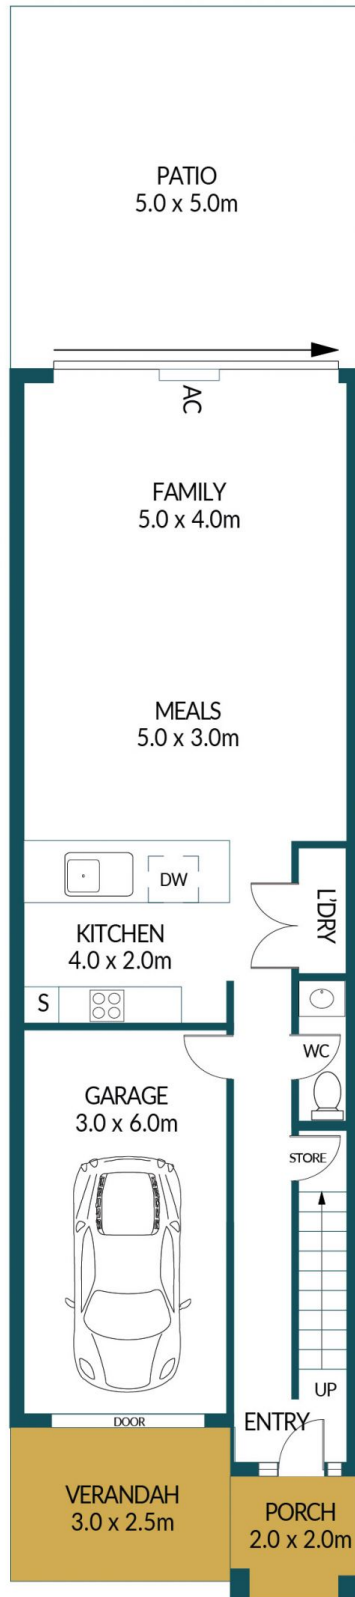 PATIO
5.0 x 5.0m
AC
FAMILY
5.0 x 4.0m
MEALS
5.0 x 3.0m
DW
KITCHEN
4.0 x 2.0m
L'DRY
S
WC
GARAGE
3.0 x 6.0m
STORE
UP
DOOR
ENTRY
VERANDAH
3.0 x 2.5m
PORCH
2.0 x 2.0m